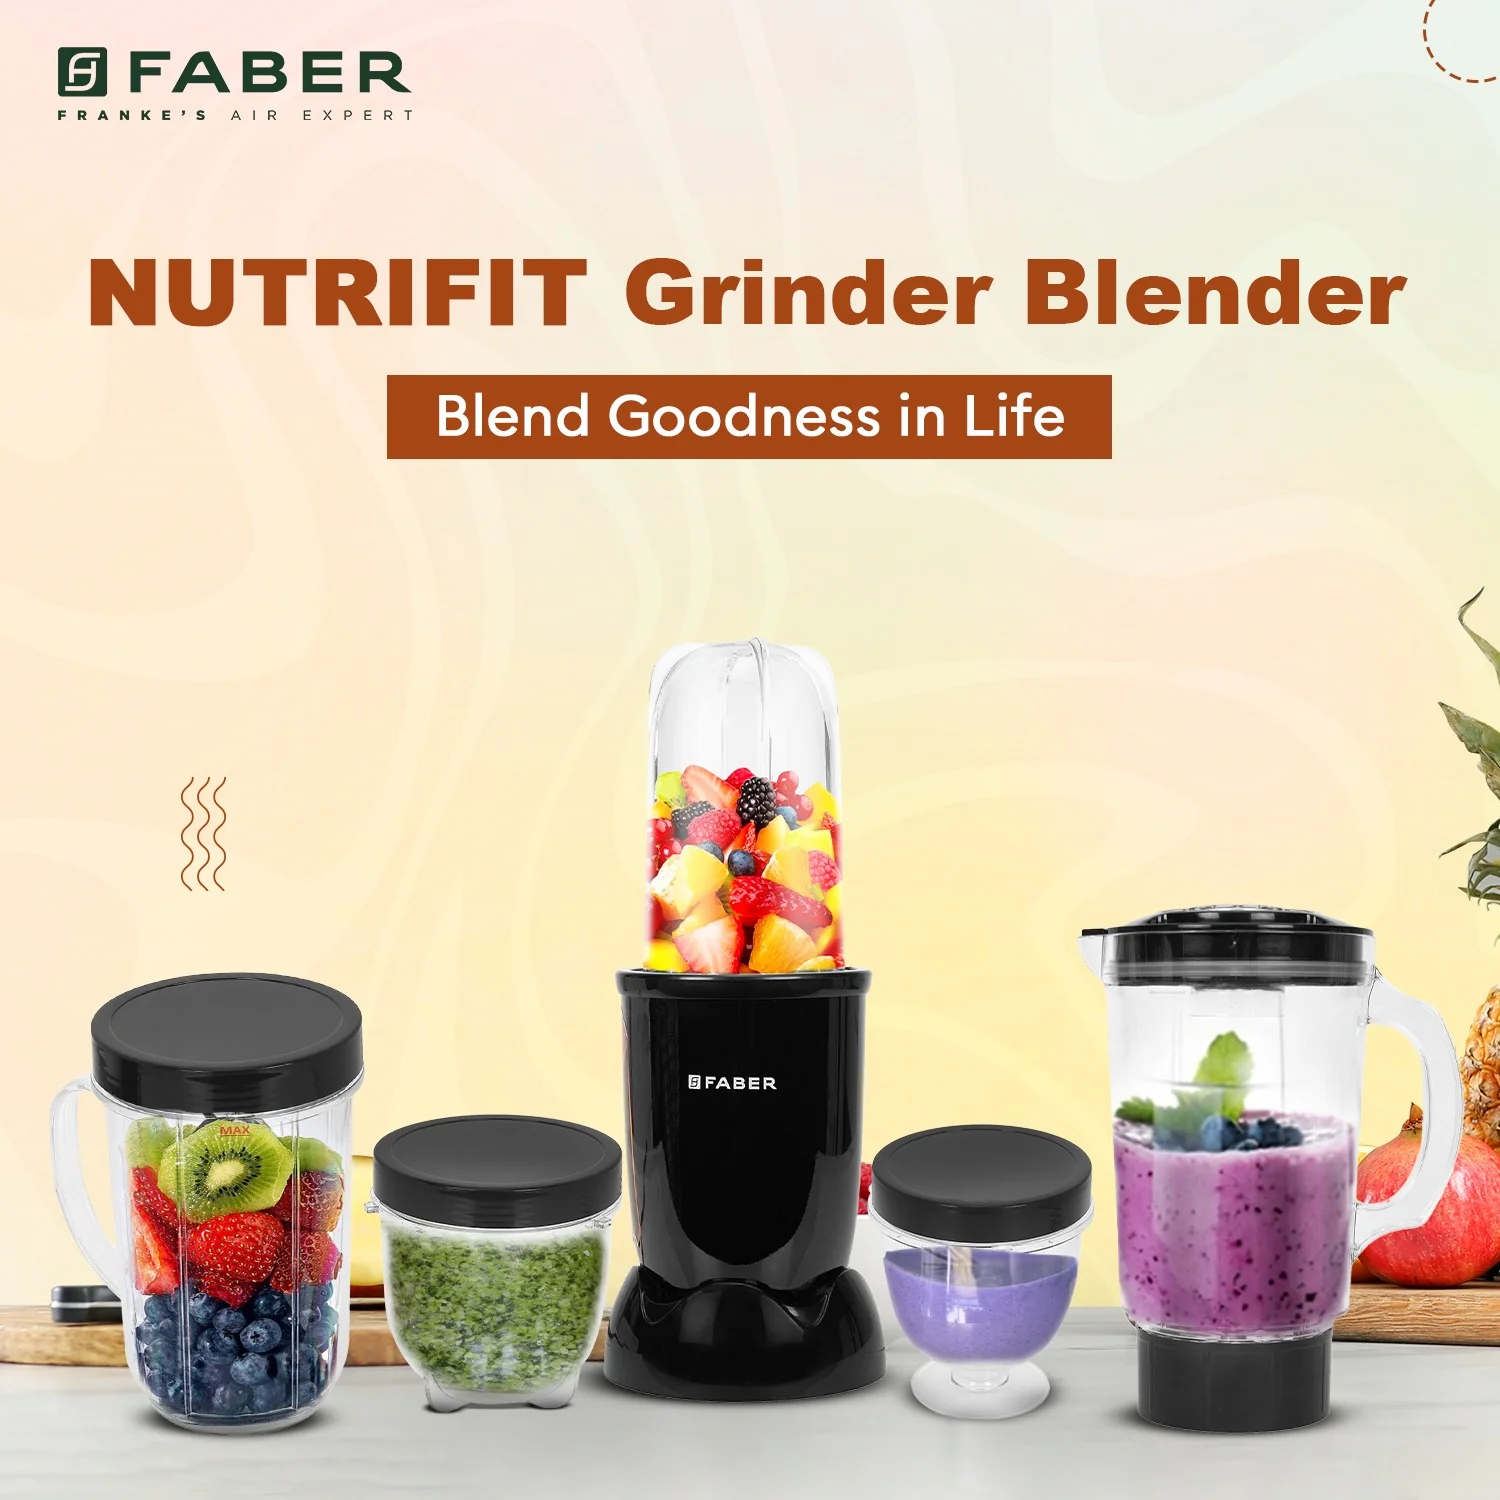 FABER
FRANKE'S AIR EXPERT
NUTRIFIT Grinder Blender
Blend Goodness in Life
MAX
FABER